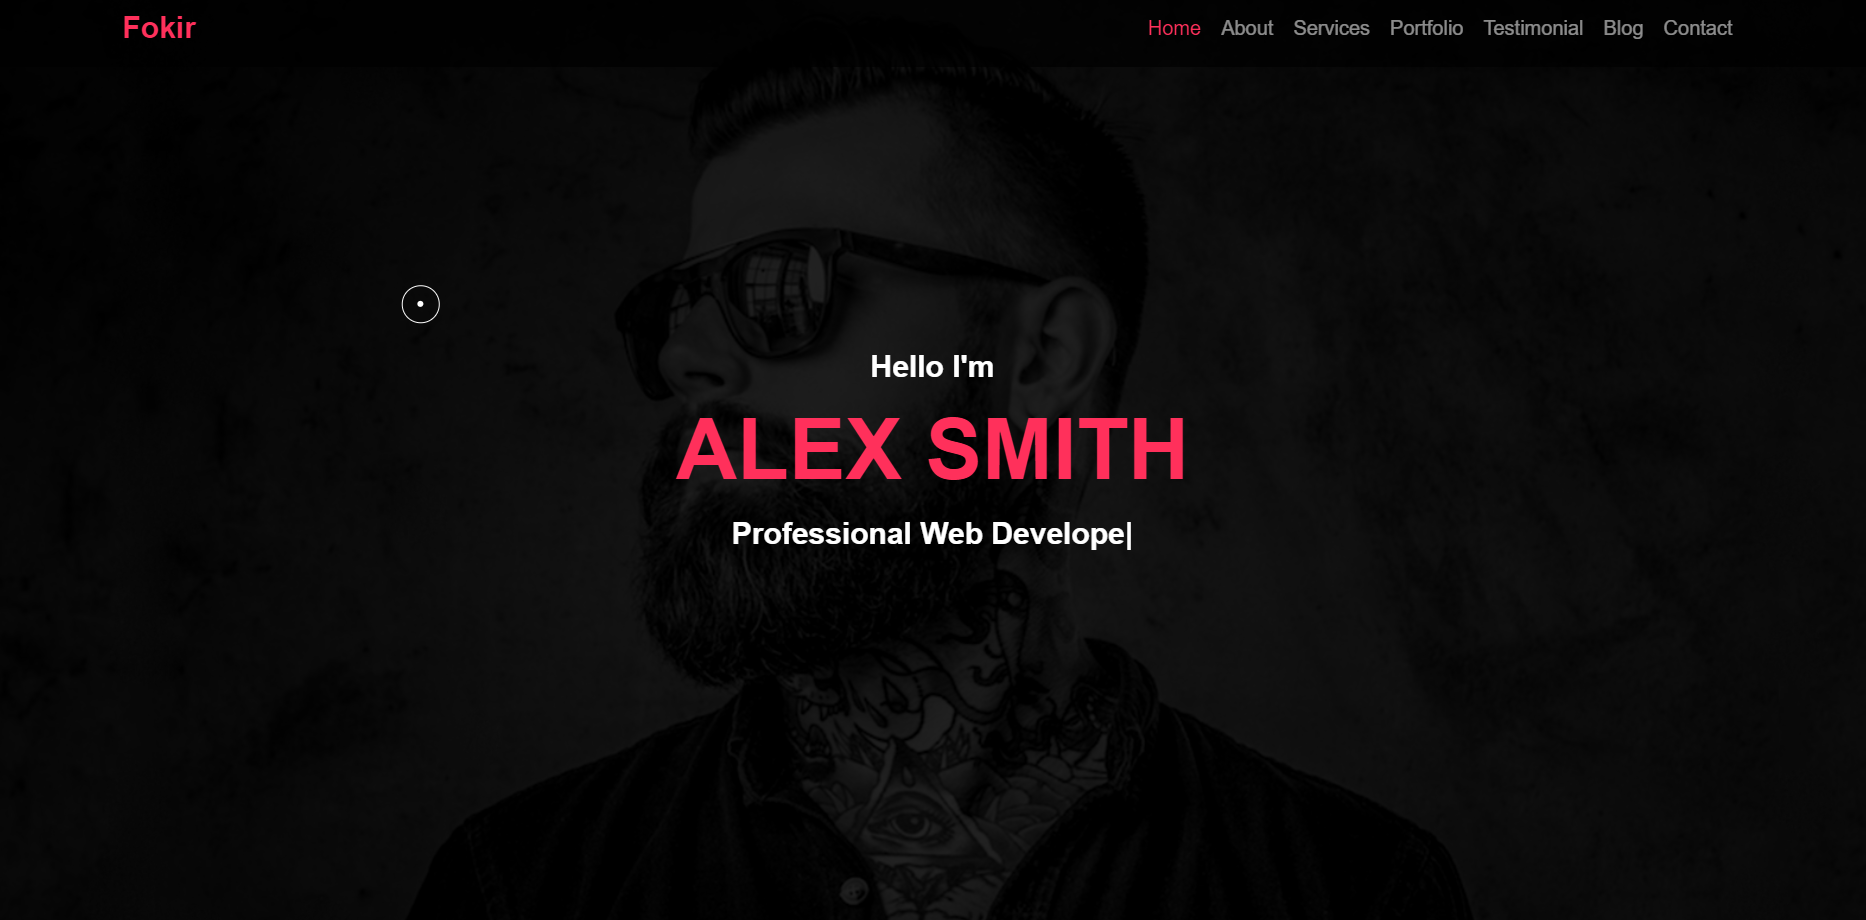 Fokir
Home About Services Portfolio Testimonial Blog Contact
Hello I'm
ALEX SMITH
Professional Web Develope|